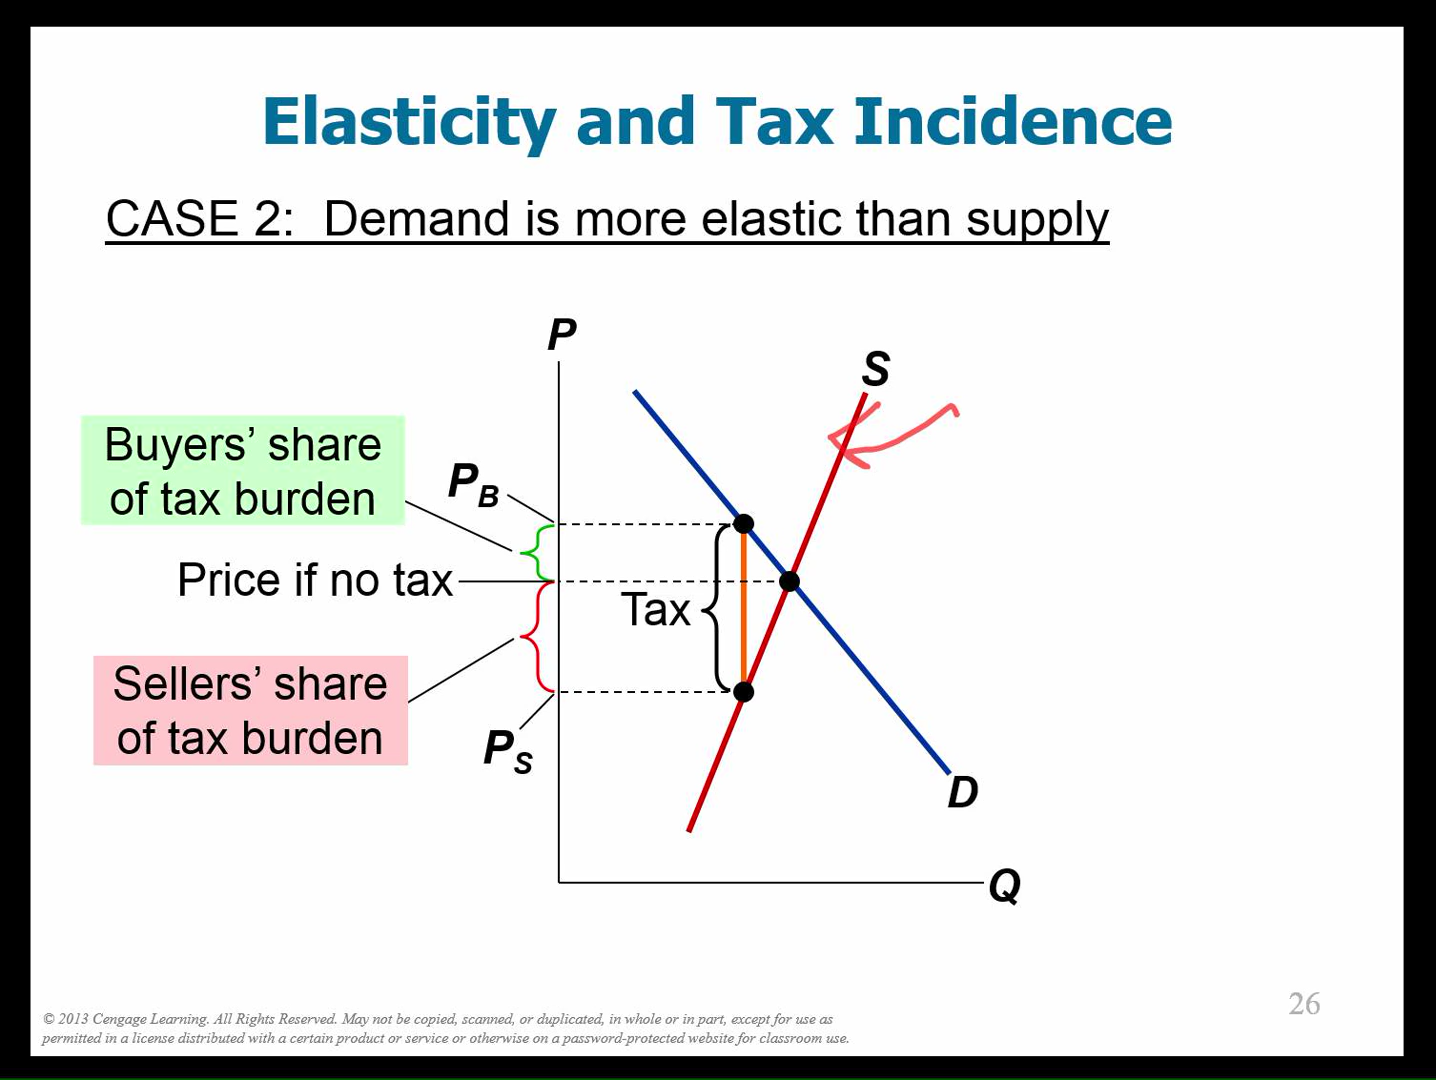 Elasticity and Tax Incidence
CASE 2:  Demand is more elastic than supply
P
S
Buyers’ share
of tax burden
PB
Price if no tax
Tax
Sellers’ share
of tax burden
PS
D
Q
26
© 2013 Cengage Learning. All Rights Reserved. May not be copied, scanned, or duplicated, in whole or in part, except for use as
permitted in a license distributed with a certain product or service or otherwise on a password-protected website for classroom use.